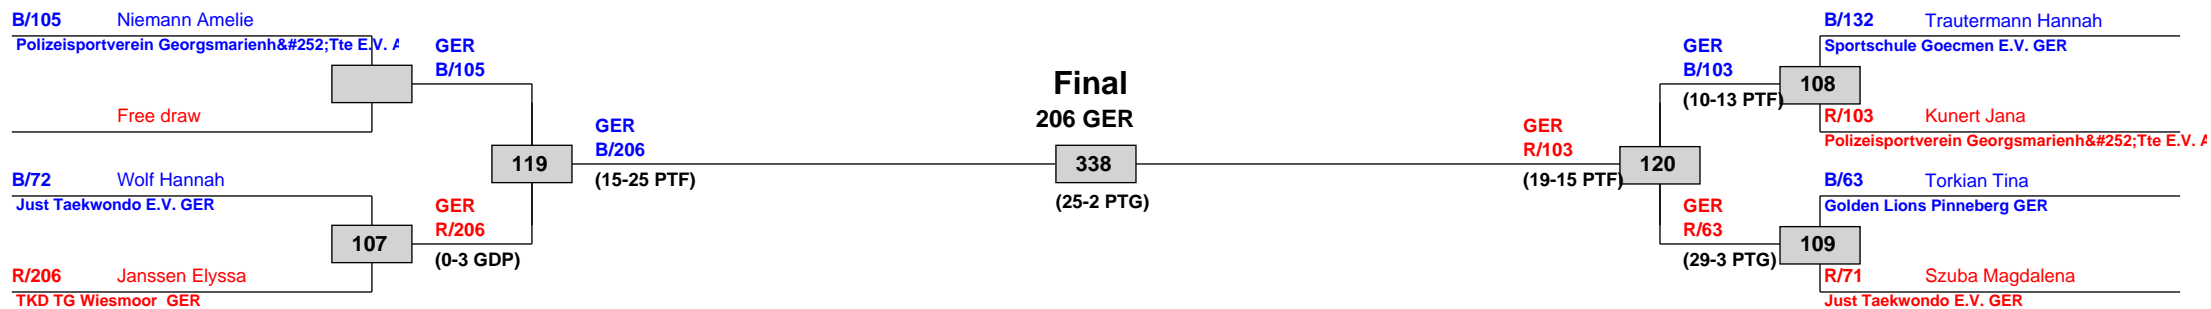 B/105 Niemann Amelie
Polizeisportverein Georgsmarienh&#252;Tte E.V. A
GER
B/105
Free draw
GER
B/206
119
(15-25 PTF)
B/72 Wolf Hannah
Just Taekwondo E.V. GER
GER
R/206
107
(0-3 GDP)
R/206 Janssen Elyssa
TKD TG Wiesmoor GER
Final
206 GER
338
(25-2 PTG)
B/132 Trautermann Hannah
Sportschule Goecmen E.V. GER
GER
B/103
108
(10-13 PTF)
R/103 Kunert Jana
Polizeisportverein Georgsmarienh&#252;Tte E.V. A
GER
R/103
120
(19-15 PTF)
B/63 Torkian Tina
Golden Lions Pinneberg GER
GER
R/63
109
(29-3 PTG)
R/71 Szuba Magdalena
Just Taekwondo E.V. GER